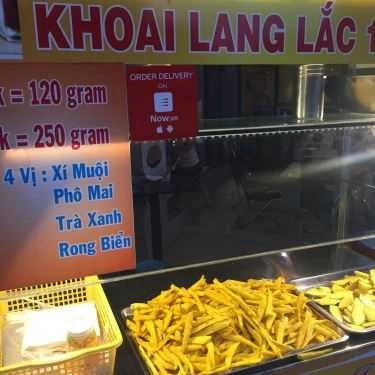 KHOAI LANG LẮC
k = 120 gram
k = 250 gram
4 Vị : Xí Muội
Phô Mai
Trà Xanh
Rong Biển
ORDER DELIVERY
ON
Now.vn